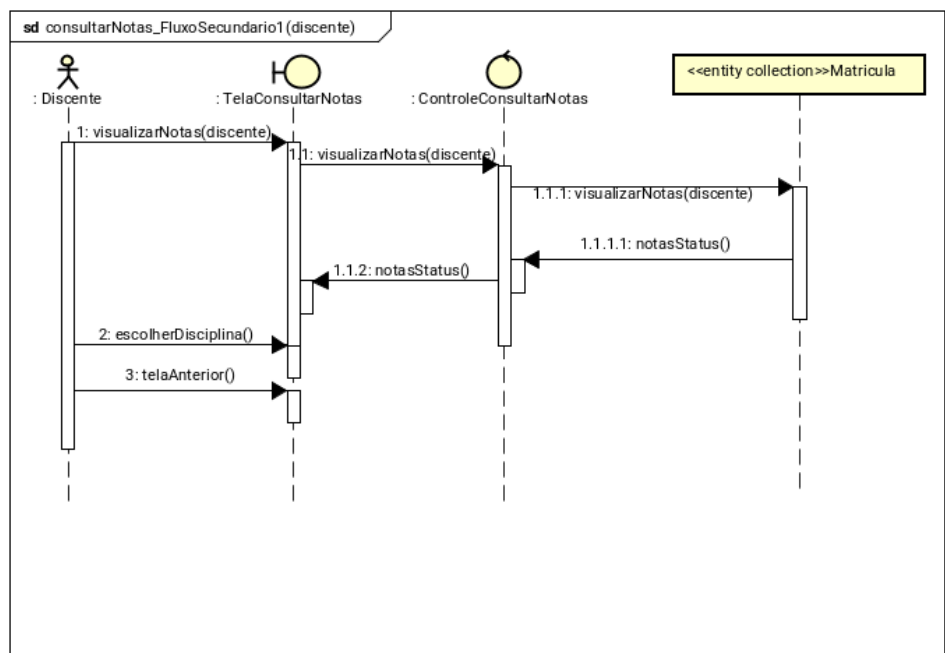 sd consultarNotas_FluxoSecundario1(discente)
<<entity collection>>Matricula
: Discente
: TelaConsultarNotas
: ControleConsultarNotas
1: visualizarNotas(discente)
1.1: visualizarNotas(discente)
1.1.1: visualizarNotas(discente)
1.1.1.1: notasStatus()
1.1.2: notasStatus()
2: escolherDisciplina()
3: telaAnterior()